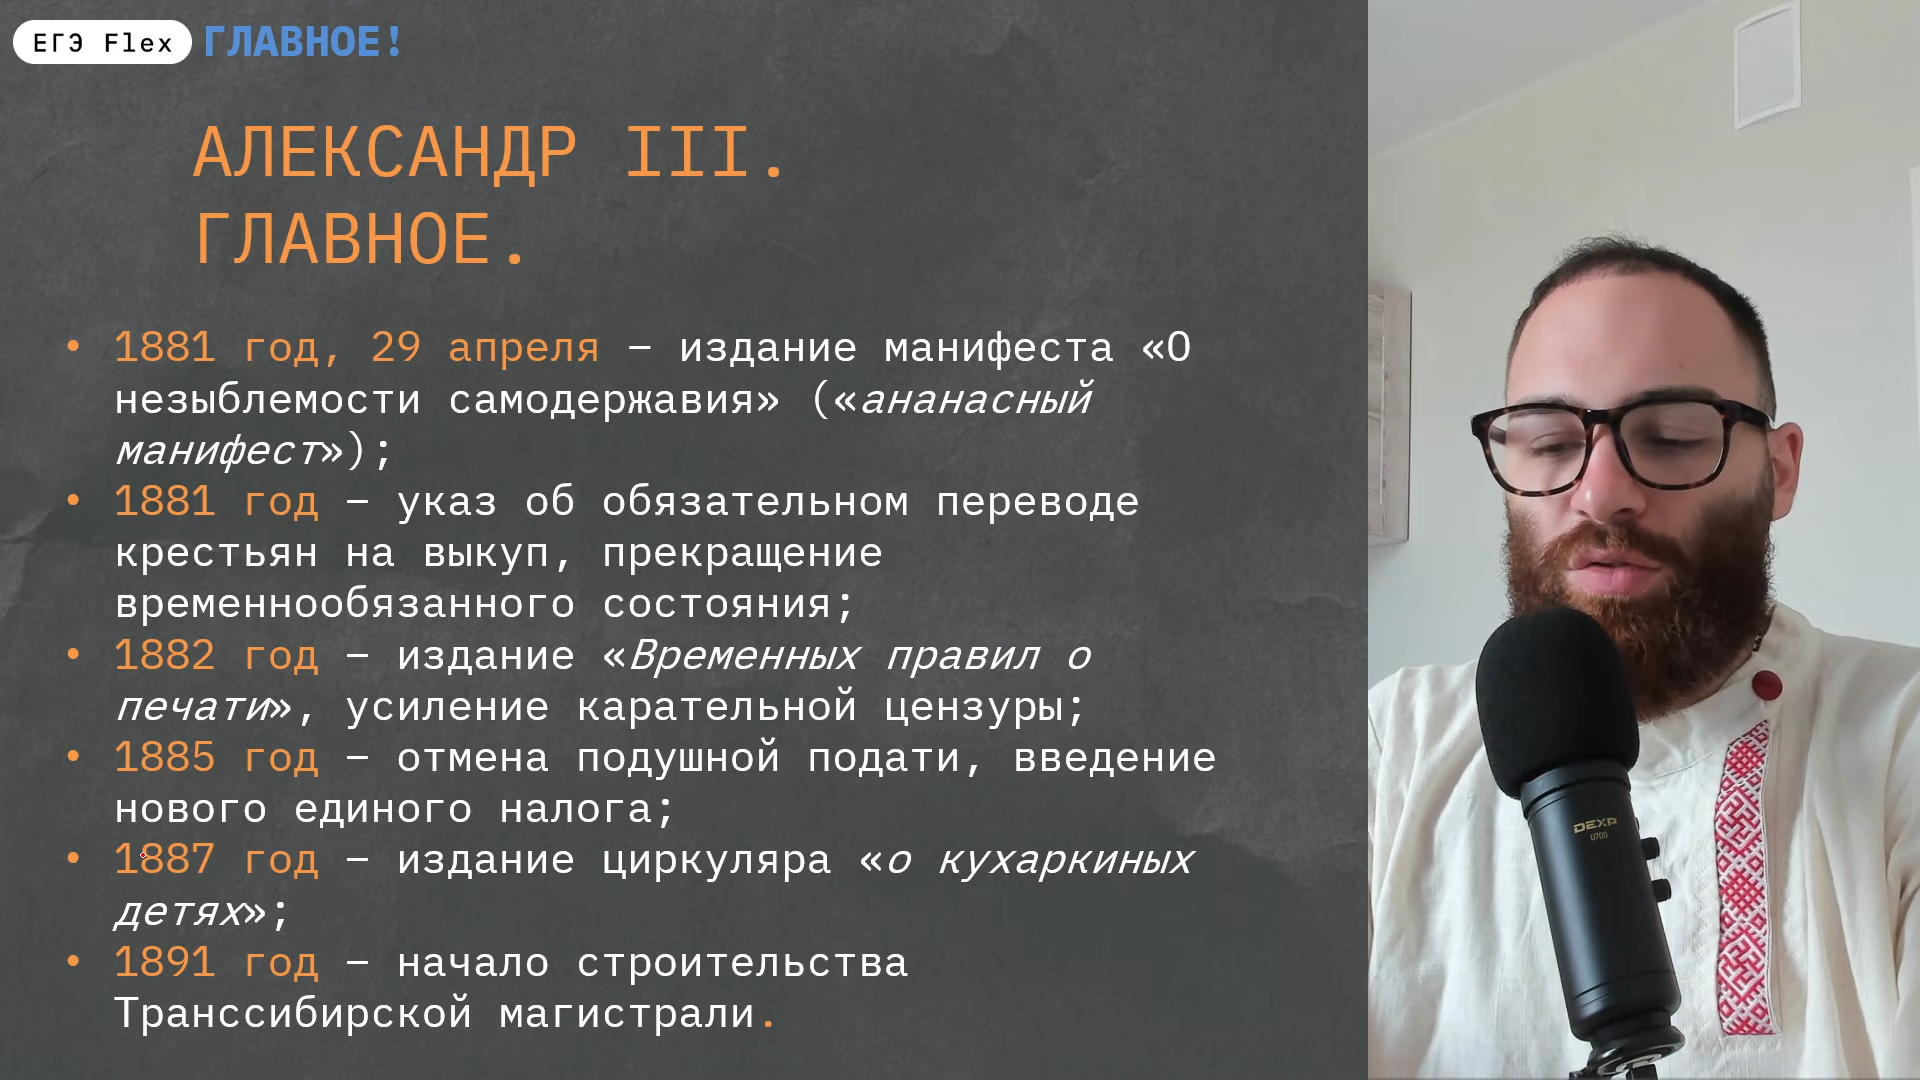 ЕГЭ Flex ГЛАВНОЕ!
АЛЕКСАНДР III.
ГЛАВНОЕ.
• 1881 год, 29 апреля – издание манифеста «О
незыблемости самодержавия» («ананасный
манифест»);
• 1881 год – указ об обязательном переводе
крестьян на выкуп, прекращение
временнообязанного состояния;
• 1882 год – издание «Временных правил о
печати», усиление карательной цензуры;
• 1885 год – отмена подушной подати, введение
нового единого налога;
• 1887 год – издание циркуляра «о кухаркиных
детях»;
• 1891 год – начало строительства
Транссибирской магистрали.
DEXP
U700